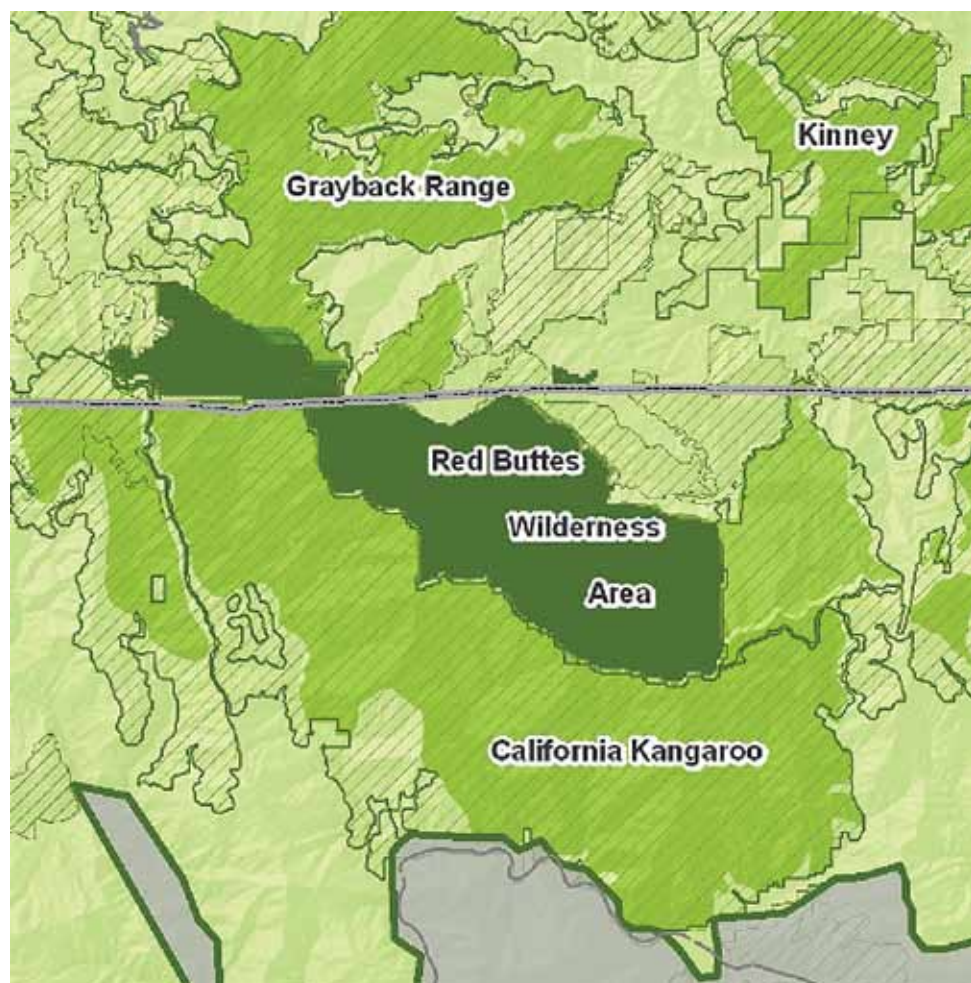 Kinney
Grayback Range
Red Buttes
Wilderness
Area
California Kangaroo